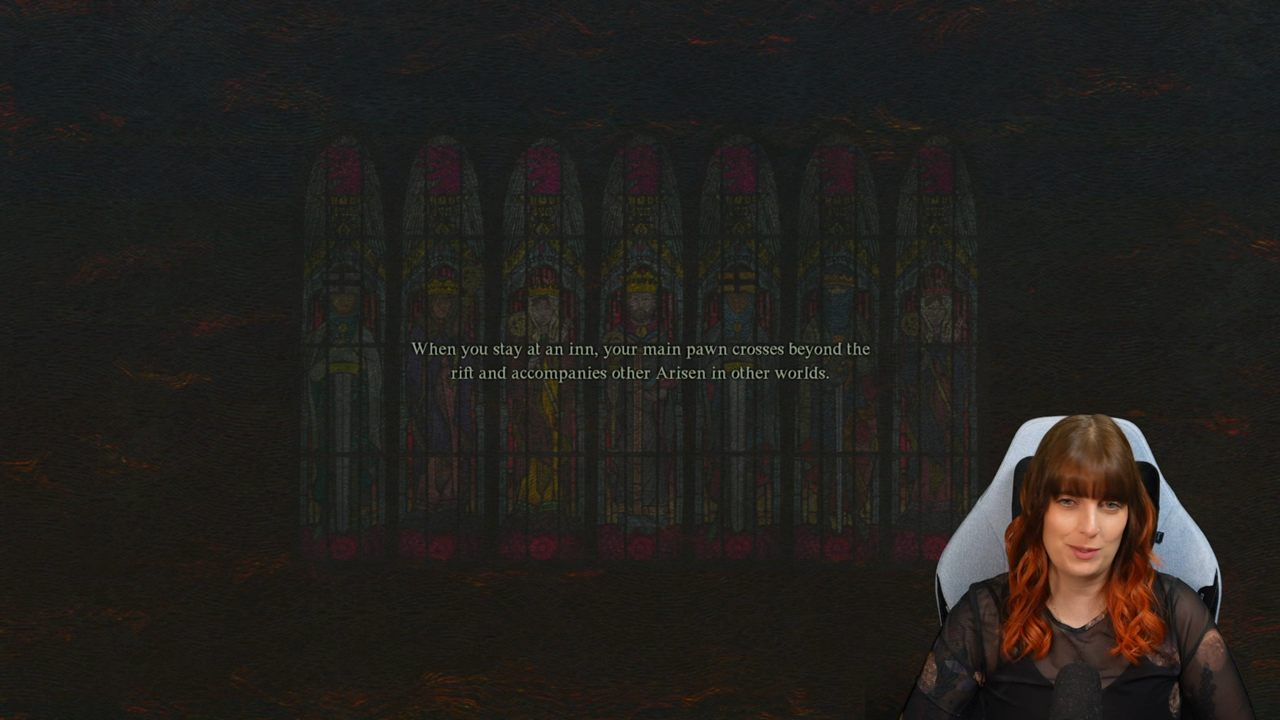 When you stay at an inn, your main pawn crosses beyond the
rift and accompanies other Arisen in other worlds.